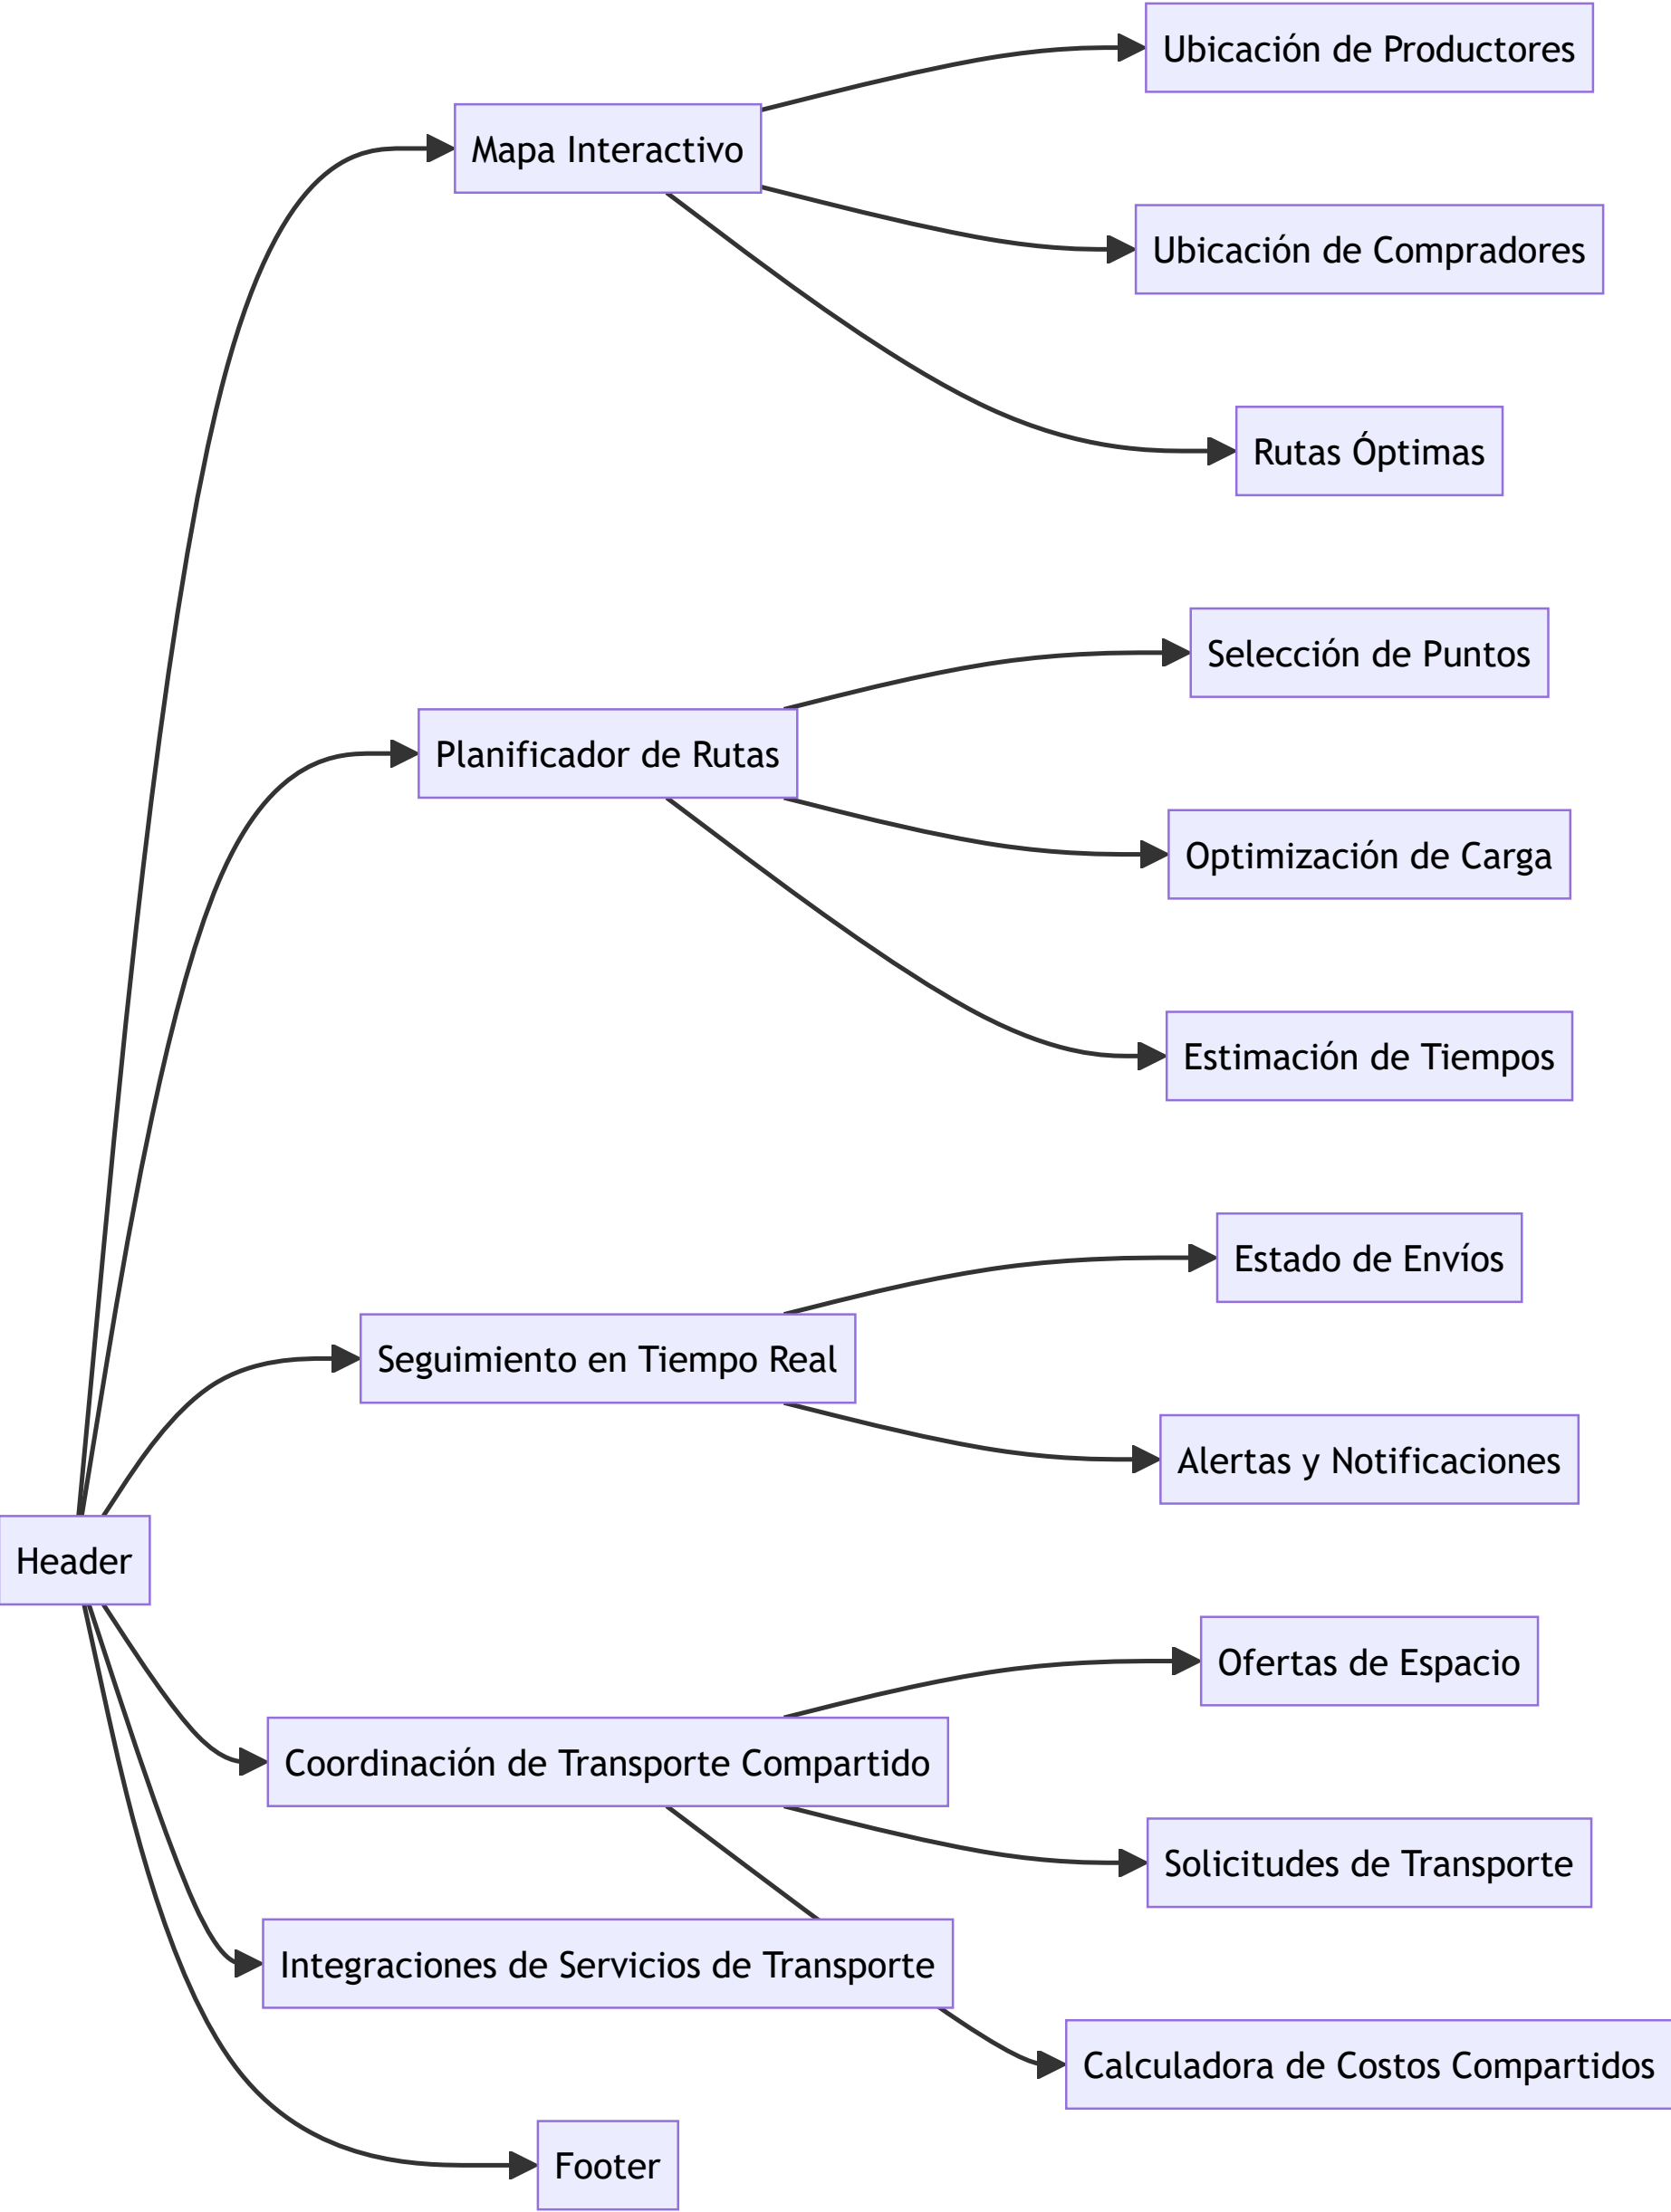 Header
Mapa Interactivo
Ubicación de Productores
Ubicación de Compradores
Rutas Óptimas
Planificador de Rutas
Selección de Puntos
Optimización de Carga
Estimación de Tiempos
Seguimiento en Tiempo Real
Estado de Envíos
Alertas y Notificaciones
Coordinación de Transporte Compartido
Ofertas de Espacio
Solicitudes de Transporte
Calculadora de Costos Compartidos
Integraciones de Servicios de Transporte
Footer